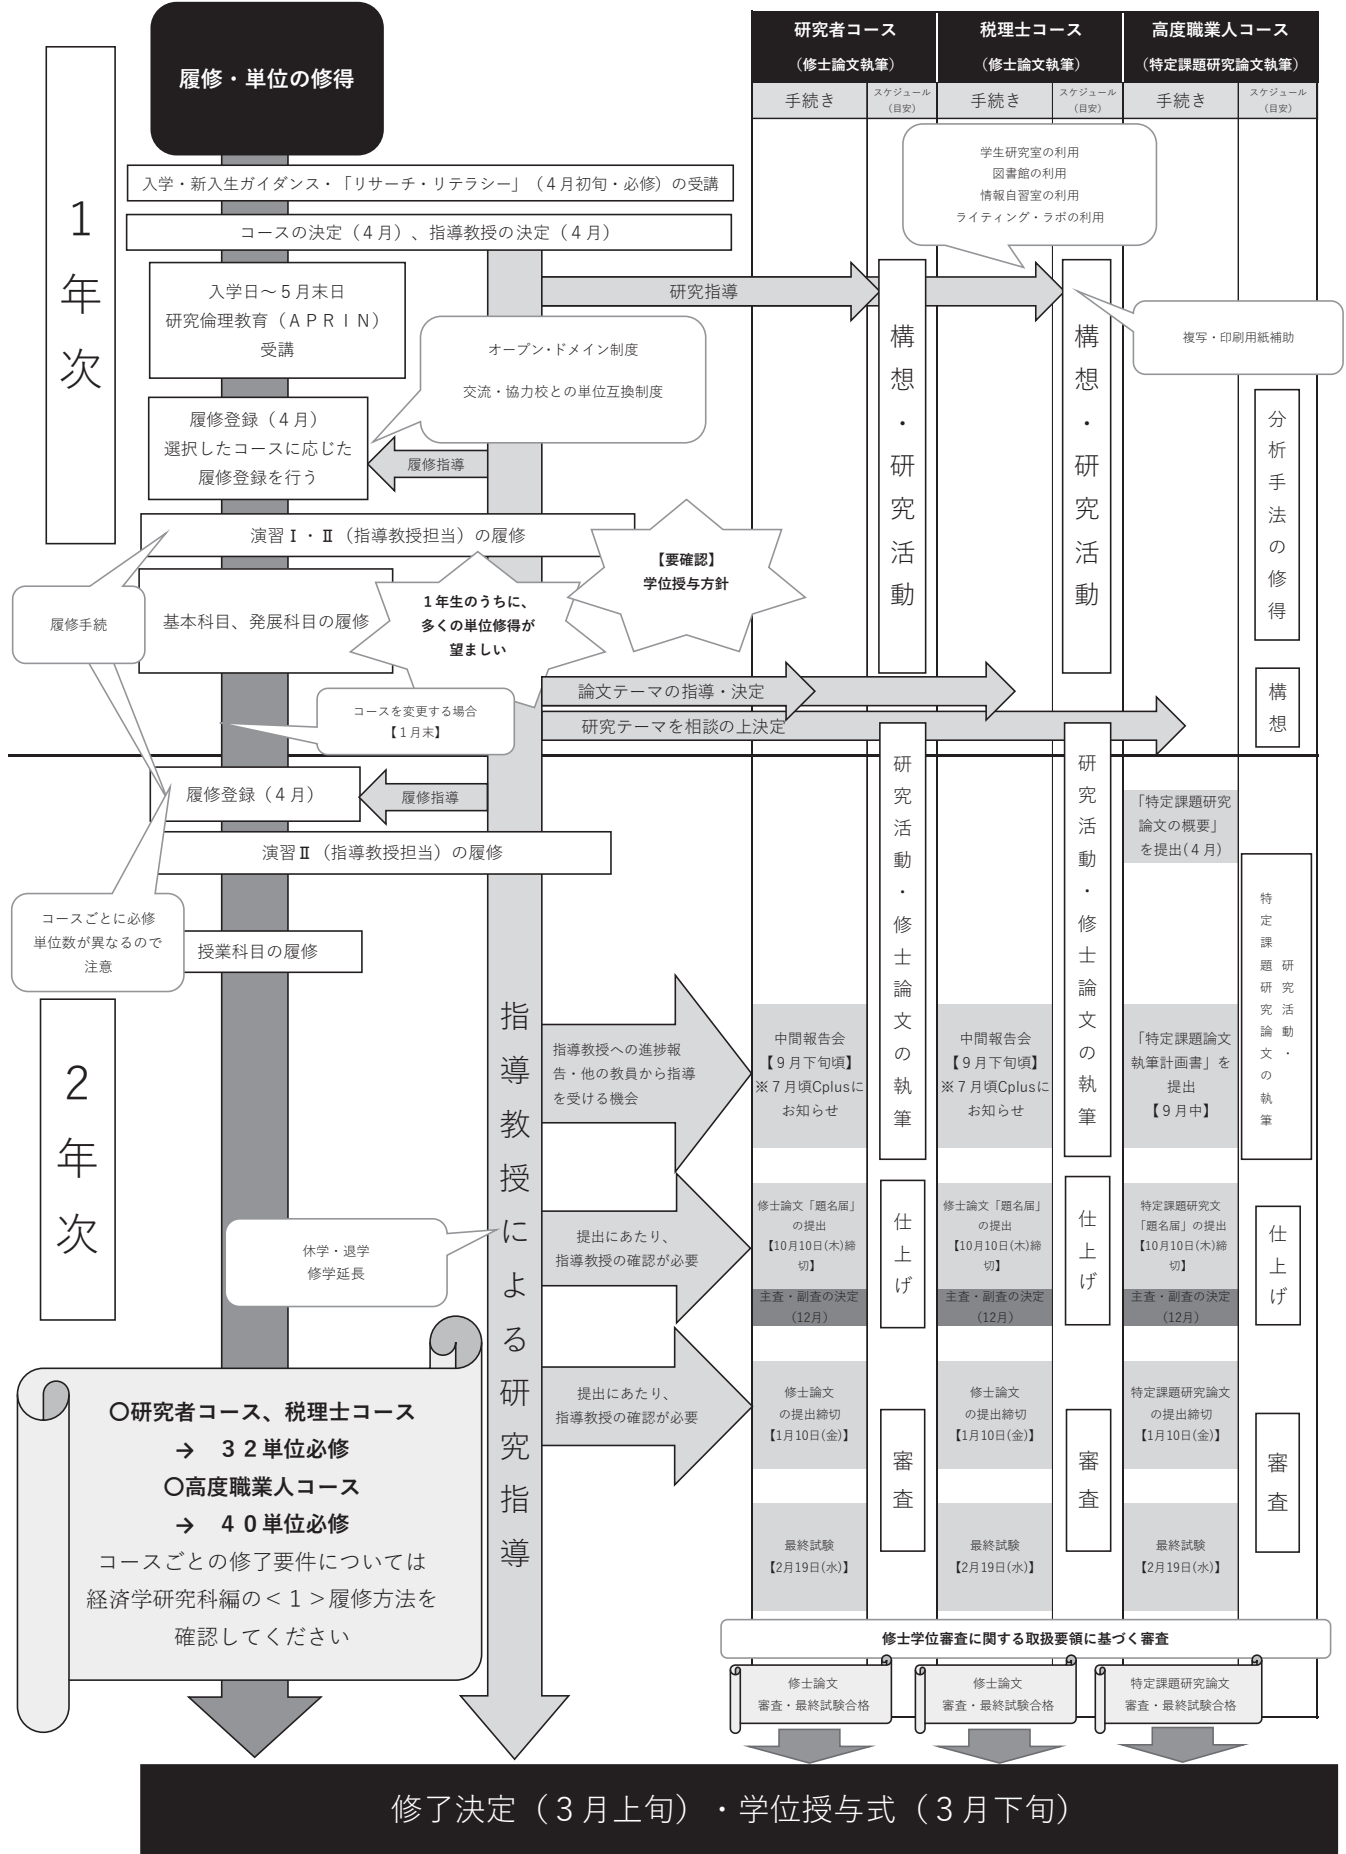 履修・単位の修得
研究者コース
（修士論文執筆）
税理士コース
（修士論文執筆）
高度職業人コース
（特定課題研究論文執筆）
手続き
スケジュール
（目安）
手続き
スケジュール
（目安）
手続き
スケジュール
（目安）
1年次
入学・新入生ガイダンス・「リサーチ・リテラシー」（４月初旬・必修）の受講
コースの決定（４月）、指導教授の決定（４月）
学生研究室の利用
図書館の利用
情報自習室の利用
ライティング・ラボの利用
入学日～５月末日
研究倫理教育（ＡＰＲＩＮ）
受講
研究指導
複写・印刷用紙補助
オープン・ドメイン制度
交流・協力校との単位互換制度
履修登録（４月）
選択したコースに応じた
履修登録を行う
履修指導
構想・研究活動
構想・研究活動
分析手法の修得
演習Ⅰ・Ⅱ（指導教授担当）の履修
【要確認】
学位授与方針
履修手続
基本科目、発展科目の履修
１年生のうちに、
多くの単位修得が
望ましい
構想
論文テーマの指導・決定
研究テーマを相談の上決定
コースを変更する場合
【１月末】
履修登録（４月）
履修指導
演習Ⅱ（指導教授担当）の履修
コースごとに必修
単位数が異なるので
注意
授業科目の履修
2年次
指導教授による研究指導
研究活動・修士論文の執筆
研究活動・修士論文の執筆
「特定課題研究
論文の概要」
を提出(４月)
研究活動・
特定課題研究論文の執筆
指導教授への進捗報
告・他の教員から指導
を受ける機会
中間報告会
【９月下旬頃】
※７月頃Cplusに
お知らせ
中間報告会
【９月下旬頃】
※７月頃Cplusに
お知らせ
「特定課題論文
執筆計画書」を
提出
【９月中】
休学・退学
修学延長
提出にあたり、
指導教授の確認が必要
修士論文「題名届」
の提出
【10月10日(木)締
切】
主査・副査の決定
（12月）
仕上げ
修士論文「題名届」
の提出
【10月10日(木)締
切】
主査・副査の決定
（12月）
仕上げ
特定課題研究文
「題名届」の提出
【10月10日(木)締
切】
主査・副査の決定
（12月）
仕上げ
提出にあたり、
指導教授の確認が必要
修士論文
の提出締切
【1月10日(金)】
修士論文
の提出締切
【1月10日(金)】
特定課題研究論文
の提出締切
【1月10日(金)】
審査
審査
審査
最終試験
【2月19日(水)】
最終試験
【2月19日(水)】
最終試験
【2月19日(水)】
〇研究者コース、税理士コース
→　３２単位必修
〇高度職業人コース
→　４０単位必修
コースごとの修了要件については
経済学研究科編の＜１＞履修方法を
確認してください
修士学位審査に関する取扱要領に基づく審査
修士論文
審査・最終試験合格
修士論文
審査・最終試験合格
特定課題研究論文
審査・最終試験合格
修了決定（３月上旬）・学位授与式（３月下旬）